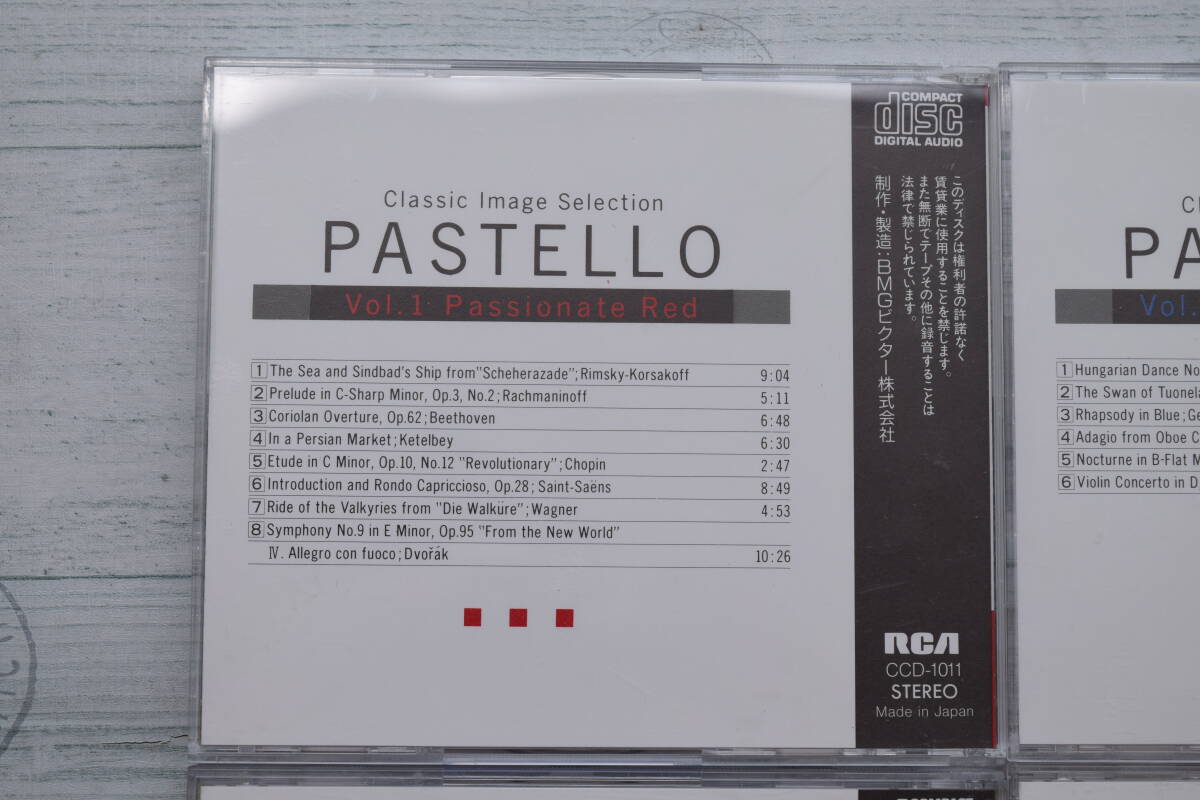 Classic Image Selection
PASTELLO
Vol.1 Passionate Red
1 The Sea and Sindbad's Ship from "Scheherazade"; Rimsky-Korsakoff 9:04
2 Prelude in C-Sharp Minor, Op.3, No.2; Rachmaninoff 5:11
3 Coriolan Overture, Op.62; Beethoven 6:48
4 In a Persian Market; Ketelbey 6:30
5 Etude in C Minor, Op.10, No.12 "Revolutionary"; Chopin 2:47
6 Introduction and Rondo Capriccioso, Op.28; Saint-Saëns 8:49
7 Ride of the Valkyries from "Die Walküre"; Wagner 4:53
8 Symphony No.9 in E Minor, Op.95 "From the New World"
Ⅳ. Allegro con fuoco; Dvořák 10:26
COMPACT
disc
DIGITAL AUDIO
このディスクは権利者の許諾なく
賃貸業に使用することを禁じます。
また無断でテープその他に録音することは
法律で禁じられています。
制作・製造：BMGビクター株式会社
RCA
CCD-1011
STEREO
Made in Japan
PA
Vol.
1 Hungarian Dance No
2 The Swan of Tuonela
3 Rhapsody in Blue; Ge
4 Adagio from Oboe C
5 Nocturne in B-Flat M
6 Violin Concerto in D
COMPACT